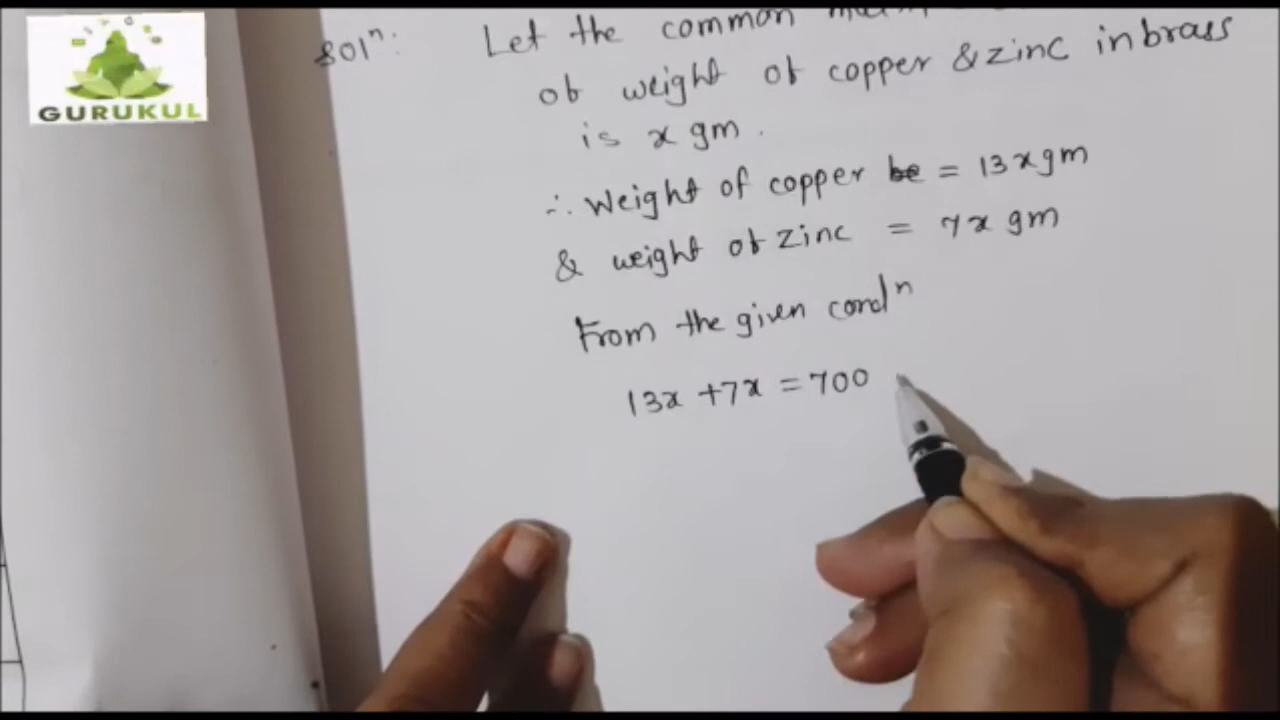 GURUKUL
Solⁿ: Let the common
of weight of copper & zinc in brass
is x gm.
∴ Weight of copper be = 13x gm
& weight of zinc = 7x gm
From the given condⁿ
13x + 7x = 700